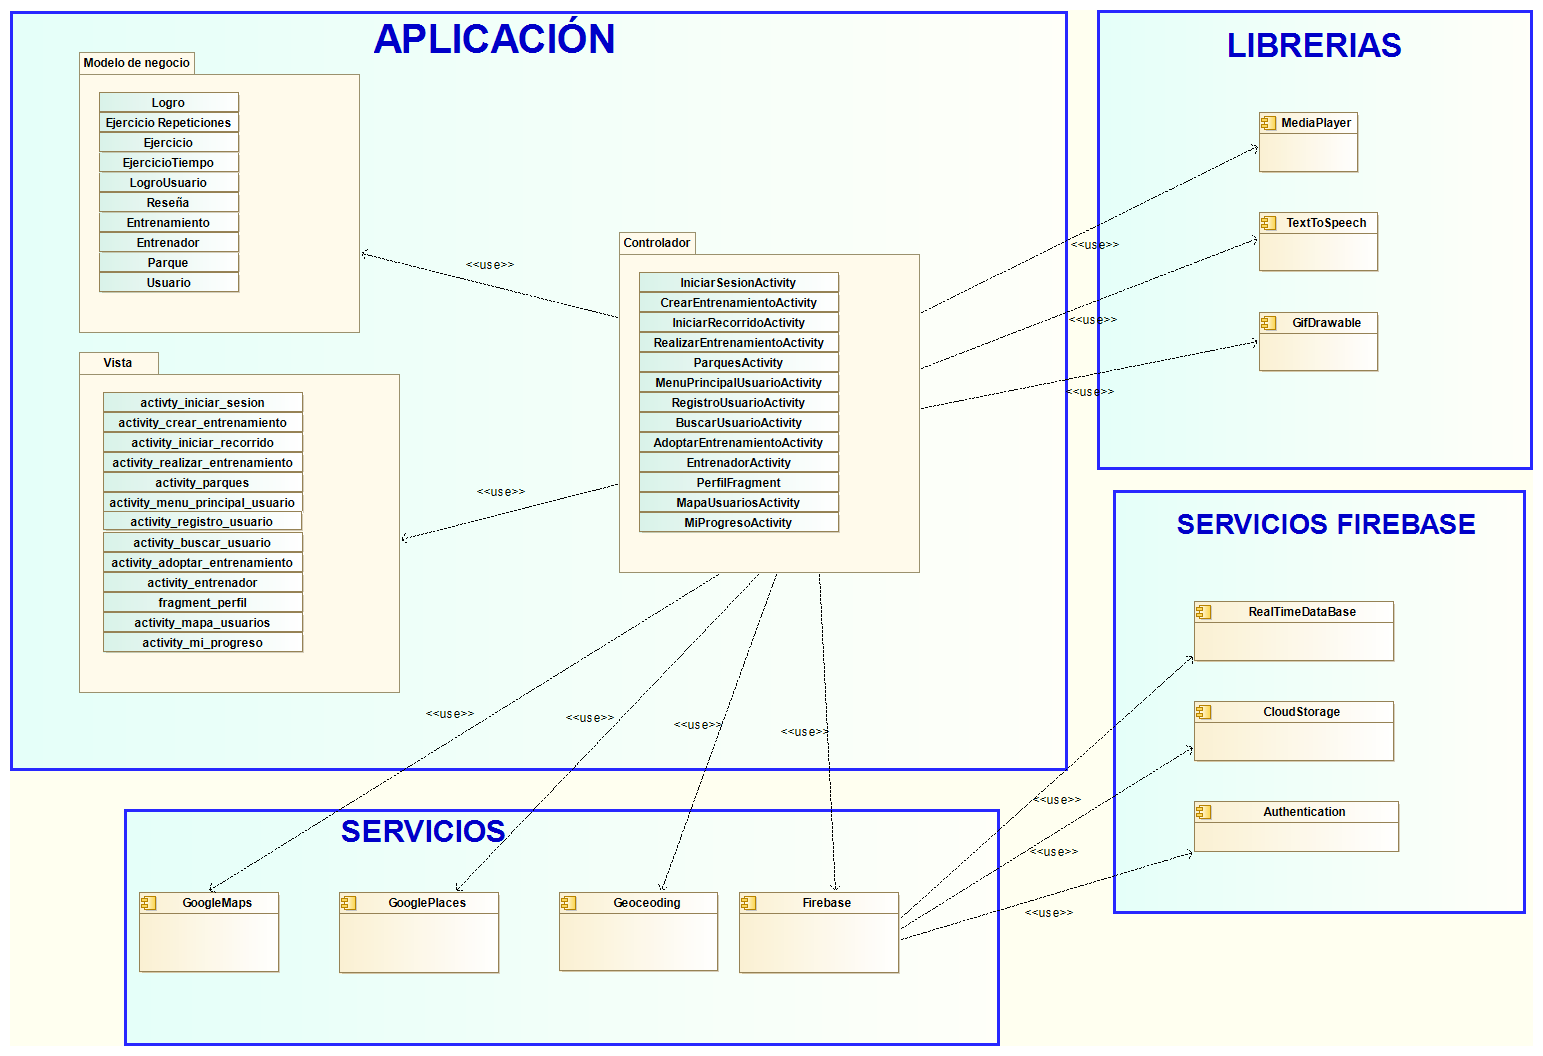 APLICACIÓN
Modelo de negocio
Logro
Ejercicio Repeticiones
Ejercicio
EjercicioTiempo
LogroUsuario
Reseña
Entrenamiento
Entrenador
Parque
Usuario
<<use>>
Vista
activty_iniciar_sesion
activity_crear_entrenamiento
activity_iniciar_recorrido
activity_realizar_entrenamiento
activity_parques
activity_menu_principal_usuario
activity_registro_usuario
activity_buscar_usuario
activity_adoptar_entrenamiento
activity_entrenador
fragment_perfil
activity_mapa_usuarios
activity_mi_progreso
<<use>>
Controlador
IniciarSesionActivity
CrearEntrenamientoActivity
IniciarRecorridoActivity
RealizarEntrenamientoActivity
ParquesActivity
MenuPrincipalUsuarioActivity
RegistroUsuarioActivity
BuscarUsuarioActivity
AdoptarEntrenamientoActivity
EntrenadorActivity
PerfilFragment
MapaUsuariosActivity
MiProgresoActivity
<<use>>
<<use>>
<<use>>
LIBRERIAS
MediaPlayer
TextToSpeech
GifDrawable
<<use>>
<<use>>
<<use>>
<<use>>
SERVICIOS
GoogleMaps
GooglePlaces
Geoceoding
Firebase
<<use>>
<<use>>
<<use>>
SERVICIOS FIREBASE
RealTimeDataBase
CloudStorage
Authentication